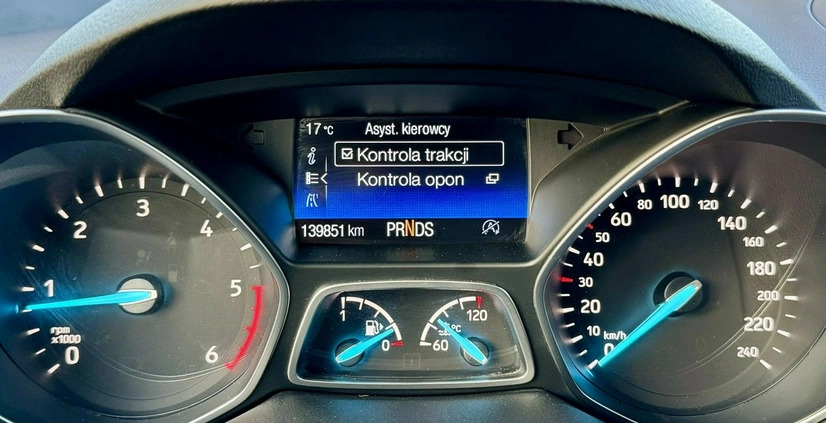 17 °C
Asyst. kierowcy
Kontrola trakcji
Kontrola opon
139851 km
PRNDS
0
1
2
3
4
5
6
rpm
x1000
1
0
120
60
°C
0
10
20
30
40
50
60
80
100
120
140
160
180
200
220
240
km/h